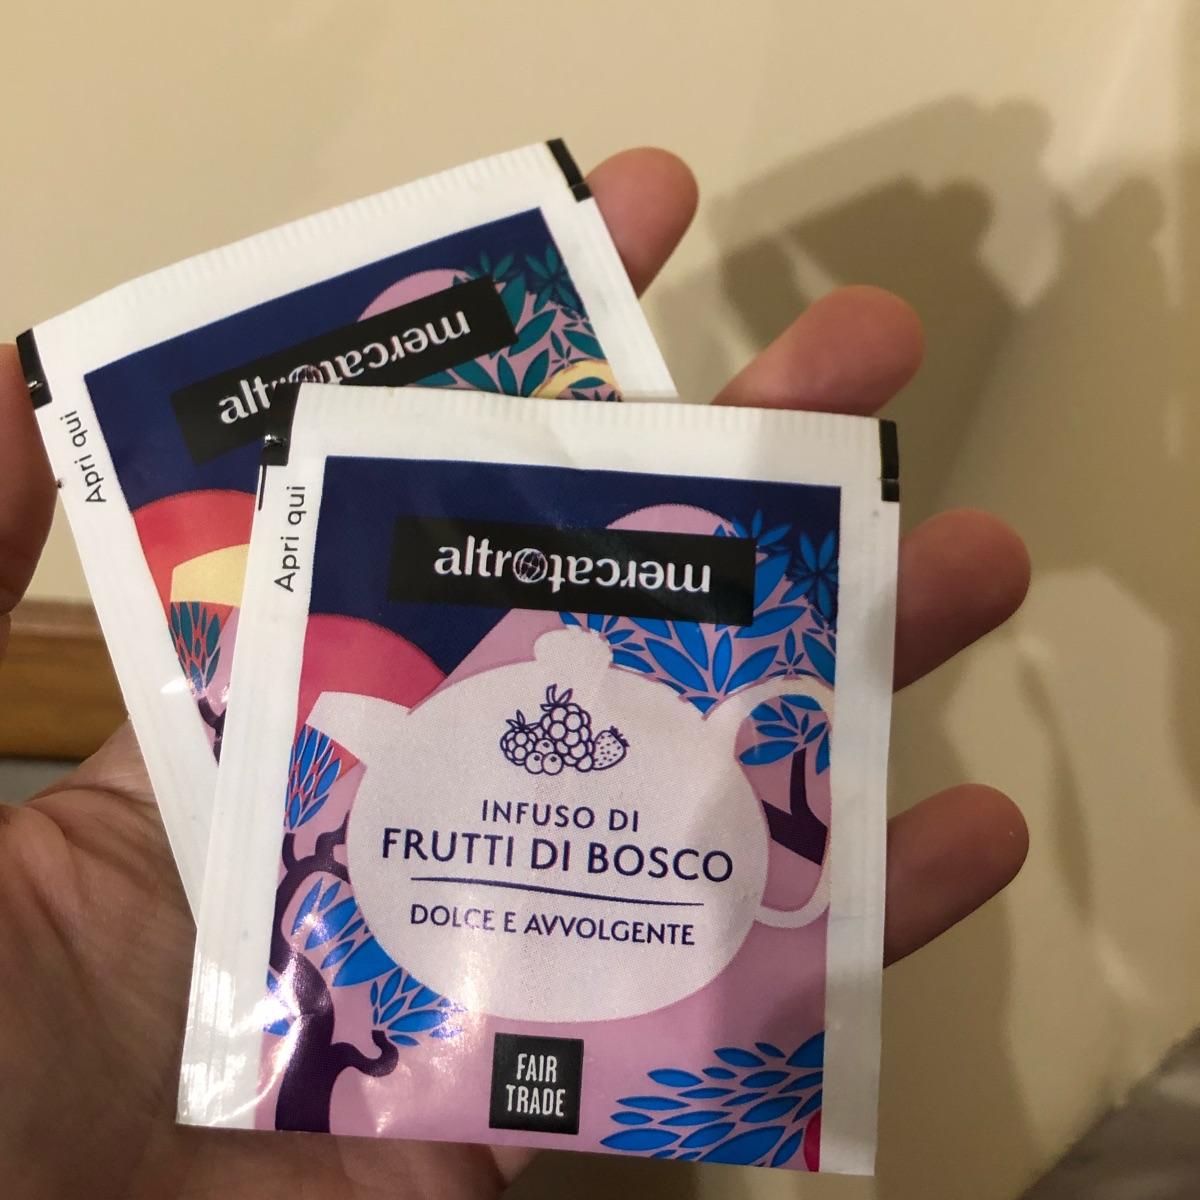 altromercato
Apri qui
altromercato
Apri qui
INFUSO DI
FRUTTI DI BOSCO
DOLCE E AVVOLGENTE
FAIR
TRADE